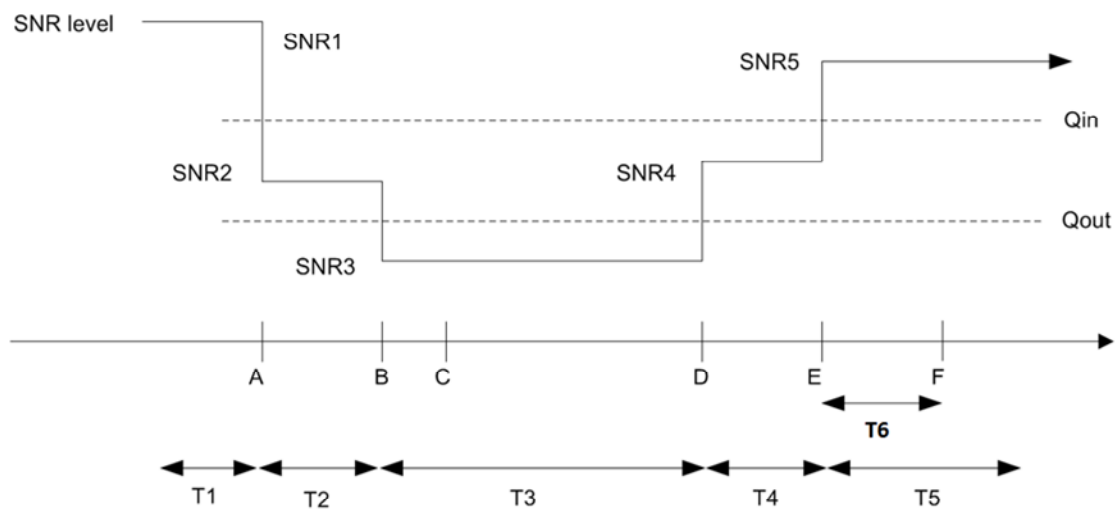 SNR level
SNR1
SNR5
Qin
SNR2
SNR4
Qout
SNR3
A B C D E F
T6
T1 T2 T3 T4 T5